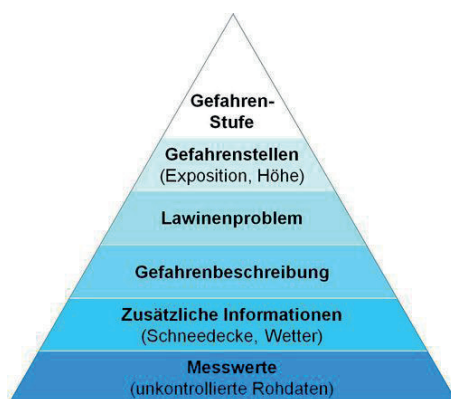 Gefahren-
Stufe
Gefahrenstellen
(Exposition, Höhe)
Lawinenproblem
Gefahrenbeschreibung
Zusätzliche Informationen
(Schneedecke, Wetter)
Messwerte
(unkontrollierte Rohdaten)